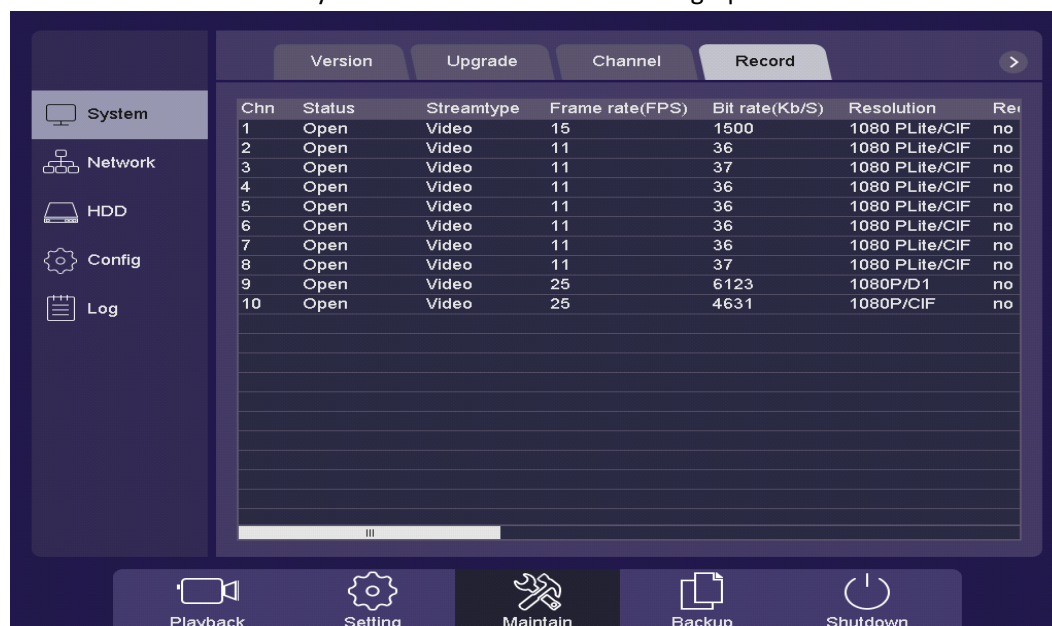 Version Upgrade Channel Record >
System
Network
HDD
Config
Log
Chn Status Streamtype Frame rate(FPS) Bit rate(Kb/S) Resolution
1 Open Video 15 1500 1080 PLite/CIF no
2 Open Video 11 36 1080 PLite/CIF no
3 Open Video 11 37 1080 PLite/CIF no
4 Open Video 11 36 1080 PLite/CIF no
5 Open Video 11 36 1080 PLite/CIF no
6 Open Video 11 36 1080 PLite/CIF no
7 Open Video 11 36 1080 PLite/CIF no
8 Open Video 11 37 1080 PLite/CIF no
9 Open Video 25 6123 1080P/D1 no
10 Open Video 25 4631 1080P/CIF no
Playback Setting Maintain Backup Shutdown